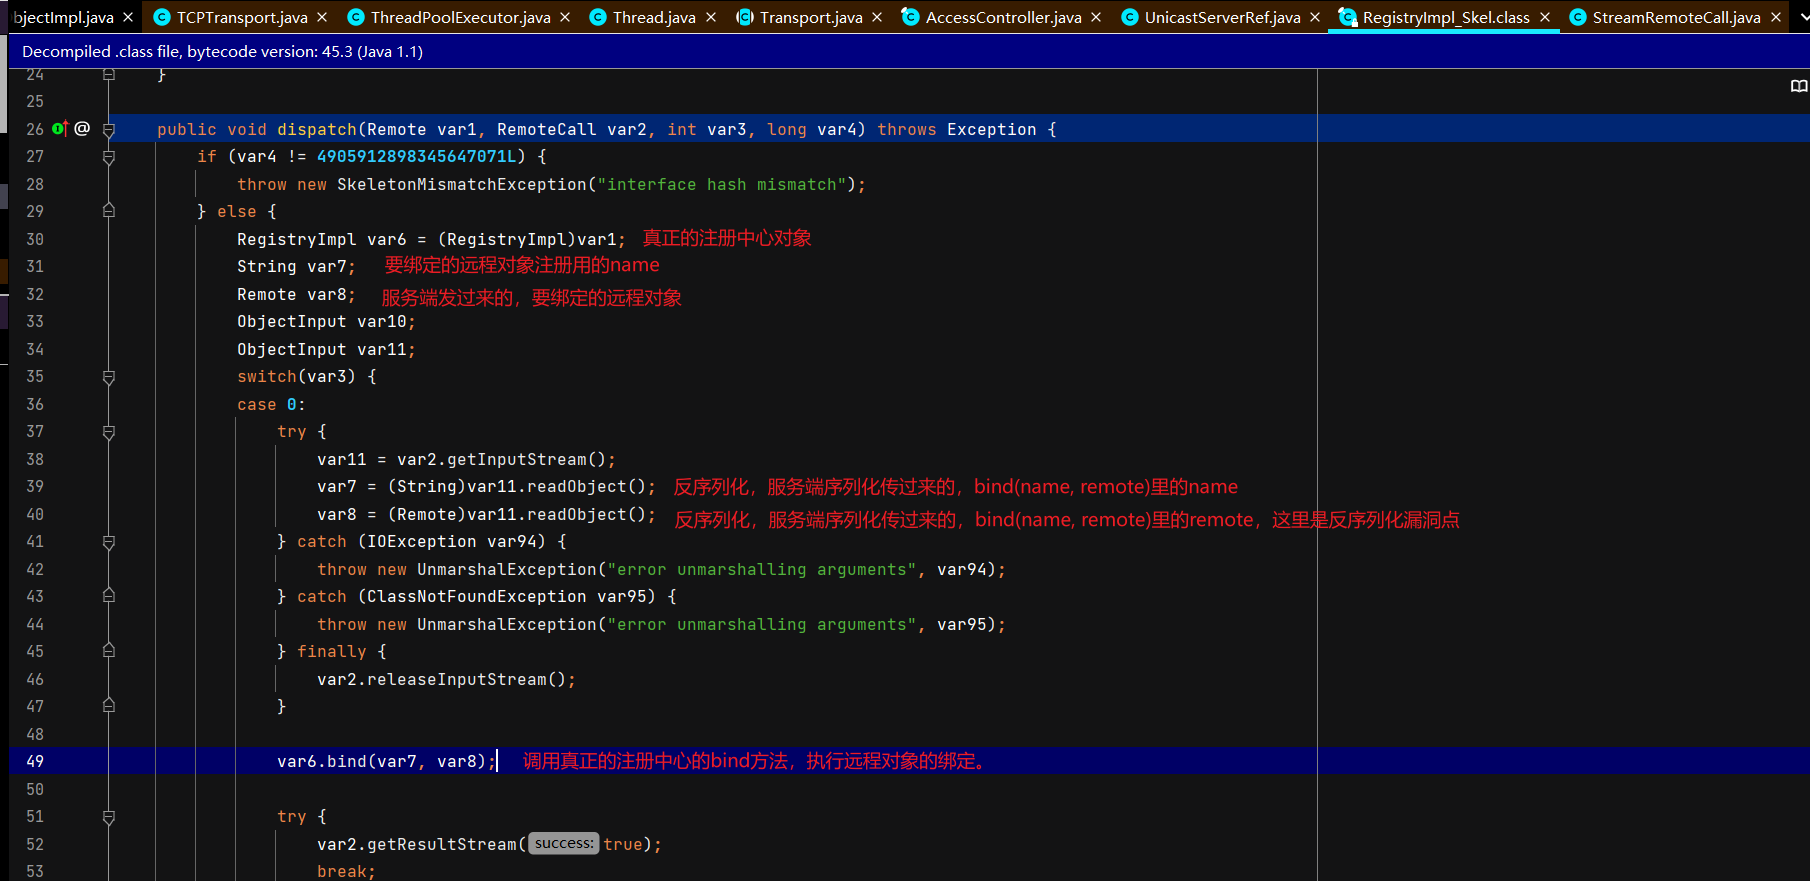 bjectImpl.java × TCPTransport.java × ThreadPoolExecutor.java × Thread.java × Transport.java × AccessController.java × UnicastServerRef.java × RegistryImpl_Skel.class × StreamRemoteCall.java ×
Decompiled .class file, bytecode version: 45.3 (Java 1.1)
24 }
25
26 @ public void dispatch(Remote var1, RemoteCall var2, int var3, long var4) throws Exception {
27 if (var4 != 4905912898345647071L) {
28 throw new SkeletonMismatchException("interface hash mismatch");
29 } else {
30 RegistryImpl var6 = (RegistryImpl)var1; 真正的注册中心对象
31 String var7; 要绑定的远程对象注册用的name
32 Remote var8; 服务端发过来的，要绑定的远程对象
33 ObjectInput var10;
34 ObjectInput var11;
35 switch(var3) {
36 case 0:
37 try {
38 var11 = var2.getInputStream();
39 var7 = (String)var11.readObject(); 反序列化，服务端序列化传过来的，bind(name, remote)里的name
40 var8 = (Remote)var11.readObject(); 反序列化，服务端序列化传过来的，bind(name, remote)里的remote，这里是反序列化漏洞点
41 } catch (IOException var94) {
42 throw new UnmarshalException("error unmarshalling arguments", var94);
43 } catch (ClassNotFoundException var95) {
44 throw new UnmarshalException("error unmarshalling arguments", var95);
45 } finally {
46 var2.releaseInputStream();
47 }
48
49 var6.bind(var7, var8); 调用真正的注册中心的bind方法，执行远程对象的绑定。
50
51 try {
52 var2.getResultStream( success: true);
53 break;